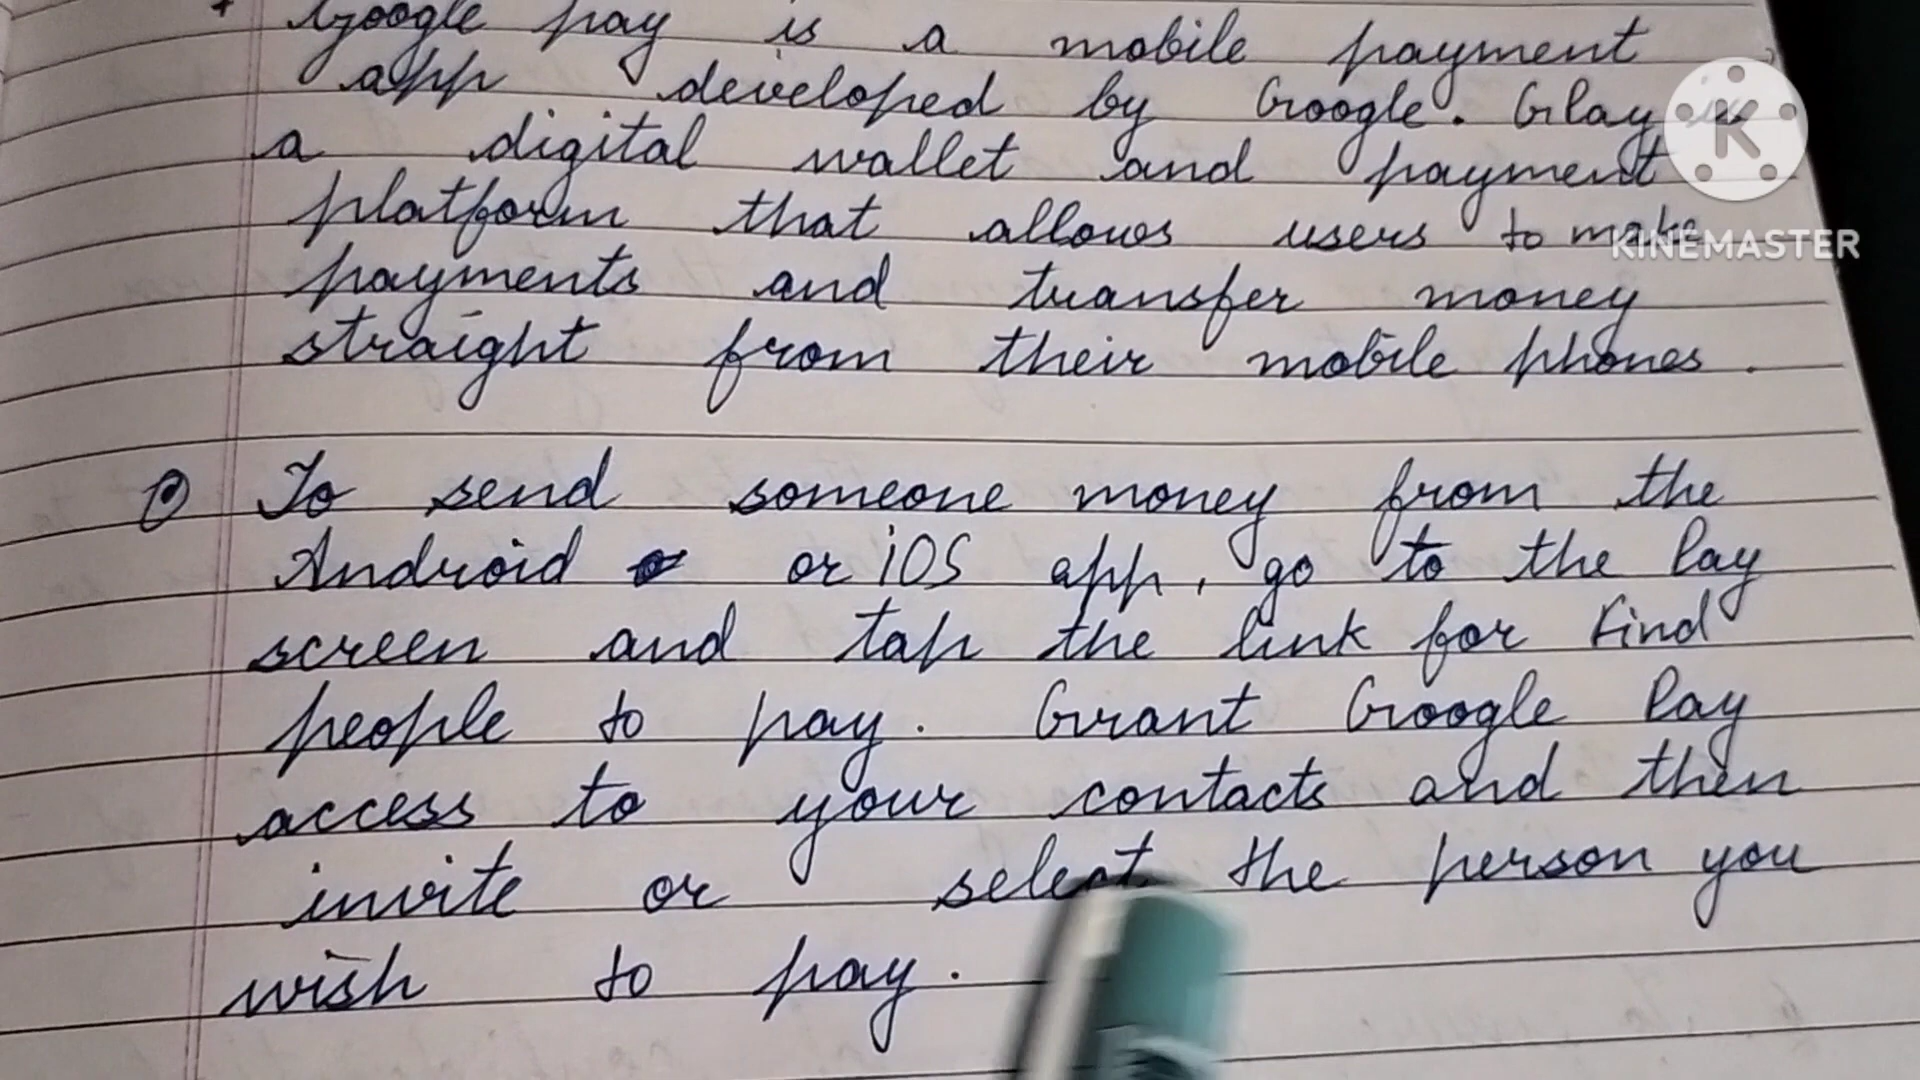 Google pay is a mobile payment
app developed by Google. GPay is
a digital wallet and payment
platform that allows users to make
payments and transfer money
straight from their mobile phones.
To send someone money from the
Android or iOS app, go to the Pay
screen and tap the link for Find
people to pay. Grant Google Pay
access to your contacts and then
invite or select the person you
wish to pay.
K
KINEMASTER